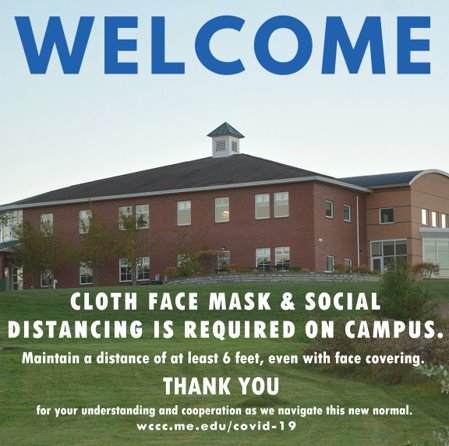 WELCOME
CLOTH FACE MASK & SOCIAL
DISTANCING IS REQUIRED ON CAMPUS.
Maintain a distance of at least 6 feet, even with face covering.
THANK YOU
for your understanding and cooperation as we navigate this new normal.
wccc.me.edu/covid-19